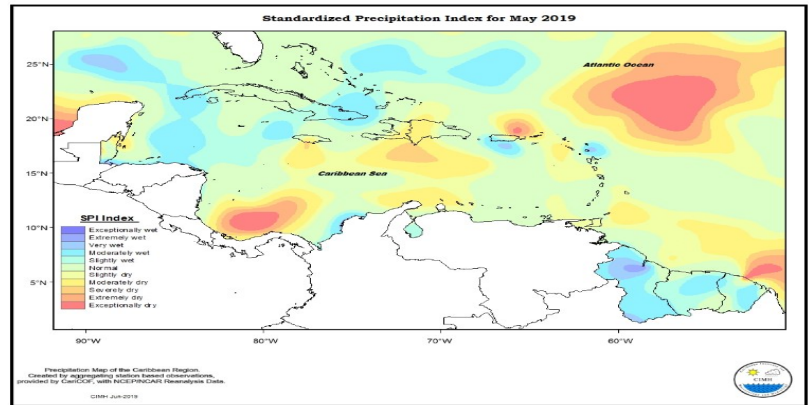 Standardized Precipitation Index for May 2019
25°N
Atlantic Ocean
20°N
15°N
Caribbean Sea
SPI Index
Exceptionally wet
Extremely wet
Very wet
Moderately wet
Slightly wet
Normal
Slightly dry
Moderately dry
Severely dry
Extremely dry
Exceptionally dry
10°N
5°N
90°W
80°W
70°W
60°W
Precipitation Map of the Caribbean Region.
Created by aggregating station based observations,
provided by CariCOF, with NCEP/NCAR Reanalysis Data.
CIMH Jun-2019
CIMH